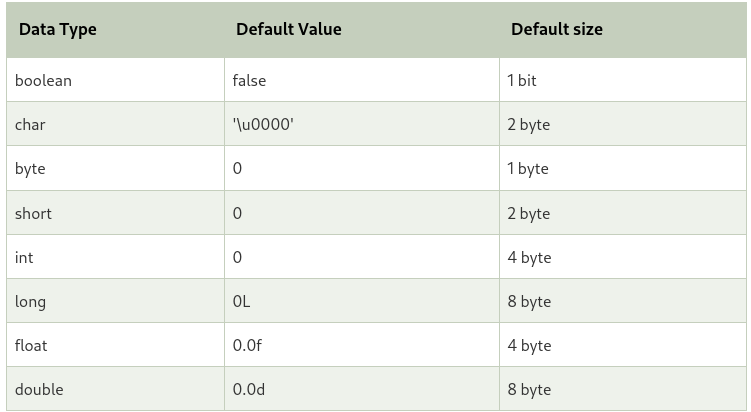 Data Type Default Value Default size
boolean false 1 bit
char '\u0000' 2 byte
byte 0 1 byte
short 0 2 byte
int 0 4 byte
long 0L 8 byte
float 0.0f 4 byte
double 0.0d 8 byte